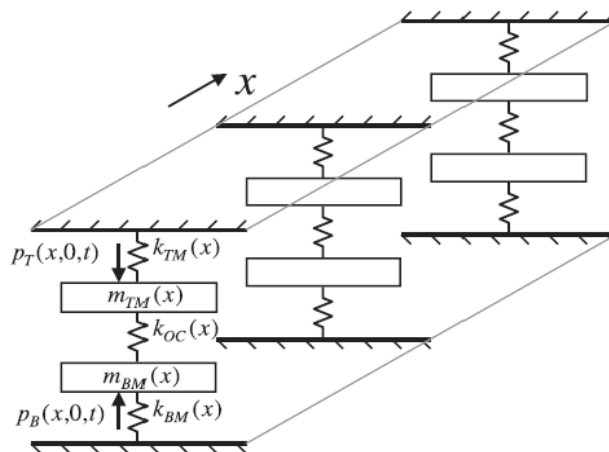 x
p_T(x,0,t)
k_TM(x)
m_TM(x)
k_OC(x)
m_BM(x)
p_B(x,0,t)
k_BM(x)